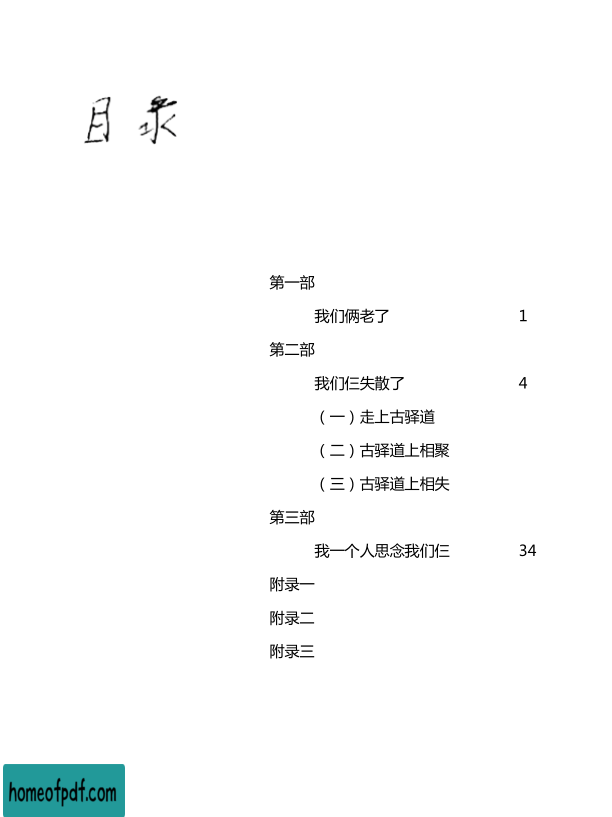 目录
第一部
我们俩老了 1
第二部
我们仨失散了 4
（一）走上古驿道
（二）古驿道上相聚
（三）古驿道上相失
第三部
我一个人思念我们仨 34
附录一
附录二
附录三
homeofpdf.com